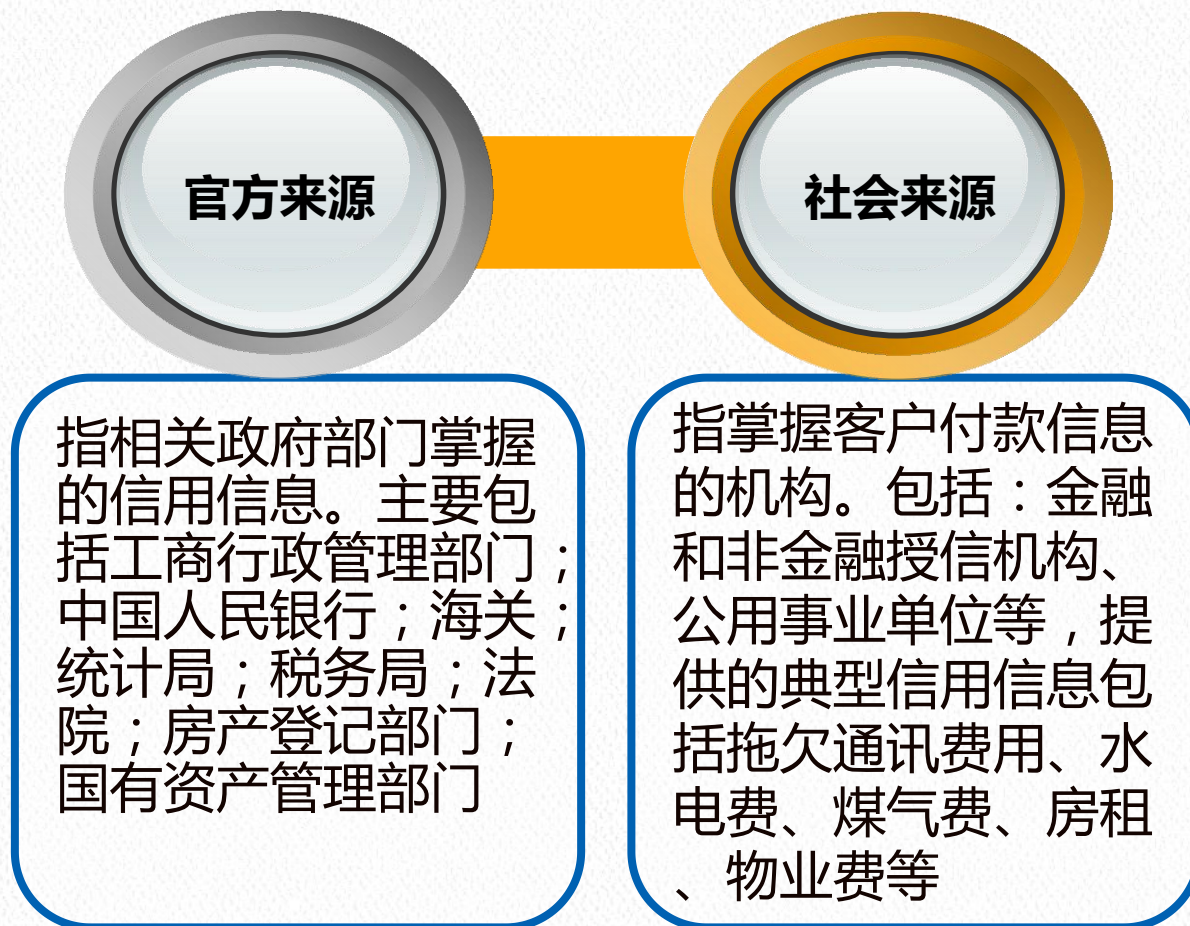 官方来源
社会来源
指相关政府部门掌握
的信用信息。主要包
括工商行政管理部门；
中国人民银行；海关；
统计局；税务局；法
院；房产登记部门；
国有资产管理部门
指掌握客户付款信息
的机构。包括：金融
和非金融授信机构、
公用事业单位等，提
供的典型信用信息包
括拖欠通讯费用、水
电费、煤气费、房租
、物业费等